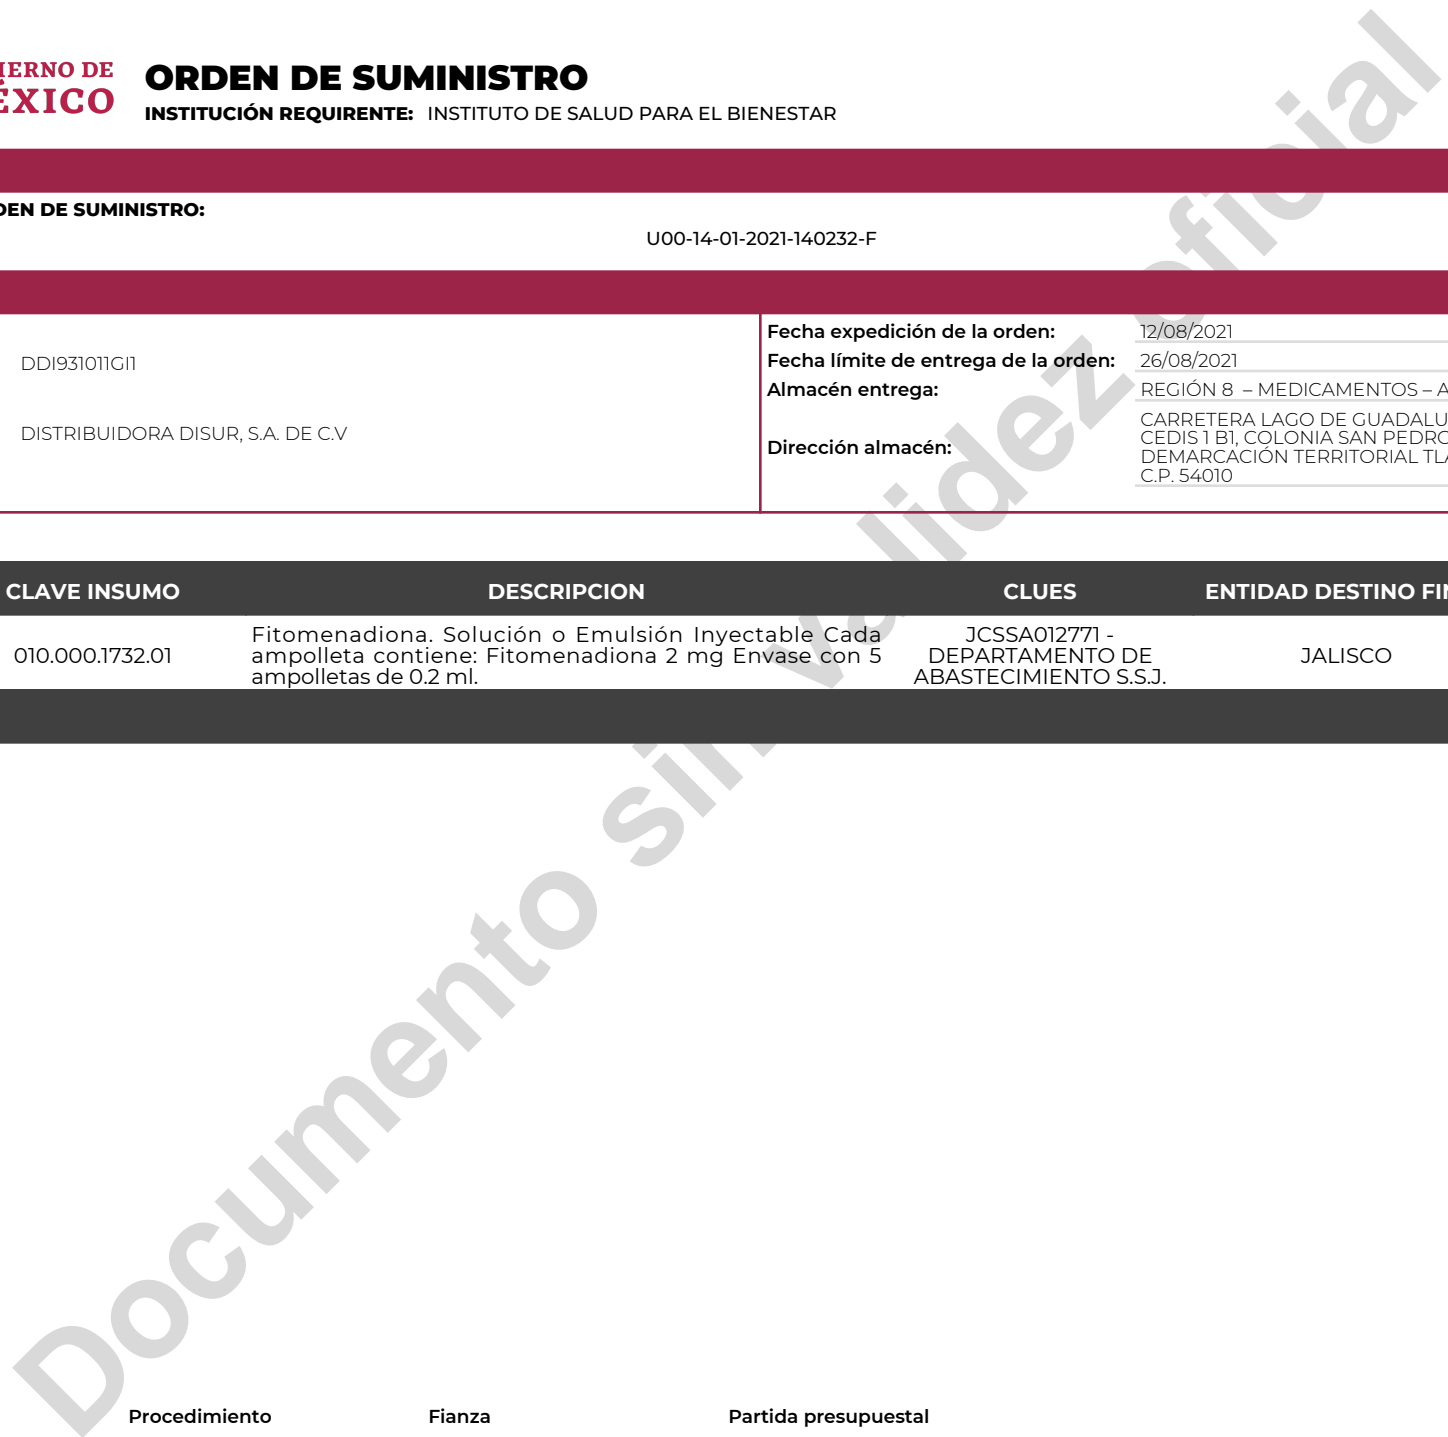 IERNO DE
ÉXICO
ORDEN DE SUMINISTRO
INSTITUCIÓN REQUIRENTE: INSTITUTO DE SALUD PARA EL BIENESTAR
DEN DE SUMINISTRO:
U00-14-01-2021-140232-F
DDI931011GI1
DISTRIBUIDORA DISUR, S.A. DE C.V
Fecha expedición de la orden: 12/08/2021
Fecha límite de entrega de la orden: 26/08/2021
Almacén entrega: REGIÓN 8 – MEDICAMENTOS – A
Dirección almacén:
CARRETERA LAGO DE GUADALU
CEDIS 1 B1, COLONIA SAN PEDRO
DEMARCACIÓN TERRITORIAL TLA
C.P. 54010
CLAVE INSUMO DESCRIPCION CLUES ENTIDAD DESTINO FIN
010.000.1732.01
Fitomenadiona. Solución o Emulsión Inyectable Cada
ampolleta contiene: Fitomenadiona 2 mg Envase con 5
ampolletas de 0.2 ml.
JCSSA012771 -
DEPARTAMENTO DE
ABASTECIMIENTO S.S.J.
JALISCO
Documento sin validez oficial
Procedimiento Fianza Partida presupuestal